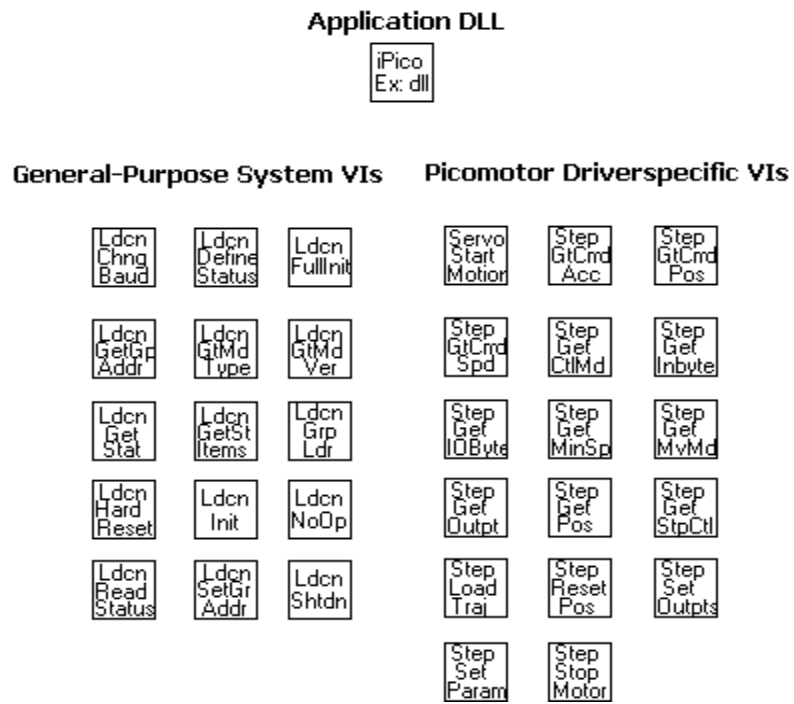 Application DLL
iPico
Ex: dll
General-Purpose System VIs
Ldcn
Chng
Baud
Ldcn
Define
Status
Ldcn
FullInit
Ldcn
GetGp
Addr
Ldcn
GtMd
Type
Ldcn
GtMd
Ver
Ldcn
Get
Stat
Ldcn
GetSt
Items
Ldcn
Grp
Ldr
Ldcn
Hard
Reset
Ldcn
Init
Ldcn
NoOp
Ldcn
Read
Status
Ldcn
SetGr
Addr
Ldcn
Shtdn
Picomotor Driverspecific VIs
Servo
Start
Motion
Step
GtCmd
Acc
Step
GtCmd
Pos
Step
GtCmd
Spd
Step
Get
CtlMd
Step
Get
Inbyte
Step
Get
IOByte
Step
Get
MinSp
Step
Get
MvMd
Step
Get
Outpt
Step
Get
Pos
Step
Get
StpCtl
Step
Load
Traj
Step
Reset
Pos
Step
Set
Outpts
Step
Set
Param
Step
Stop
Motor